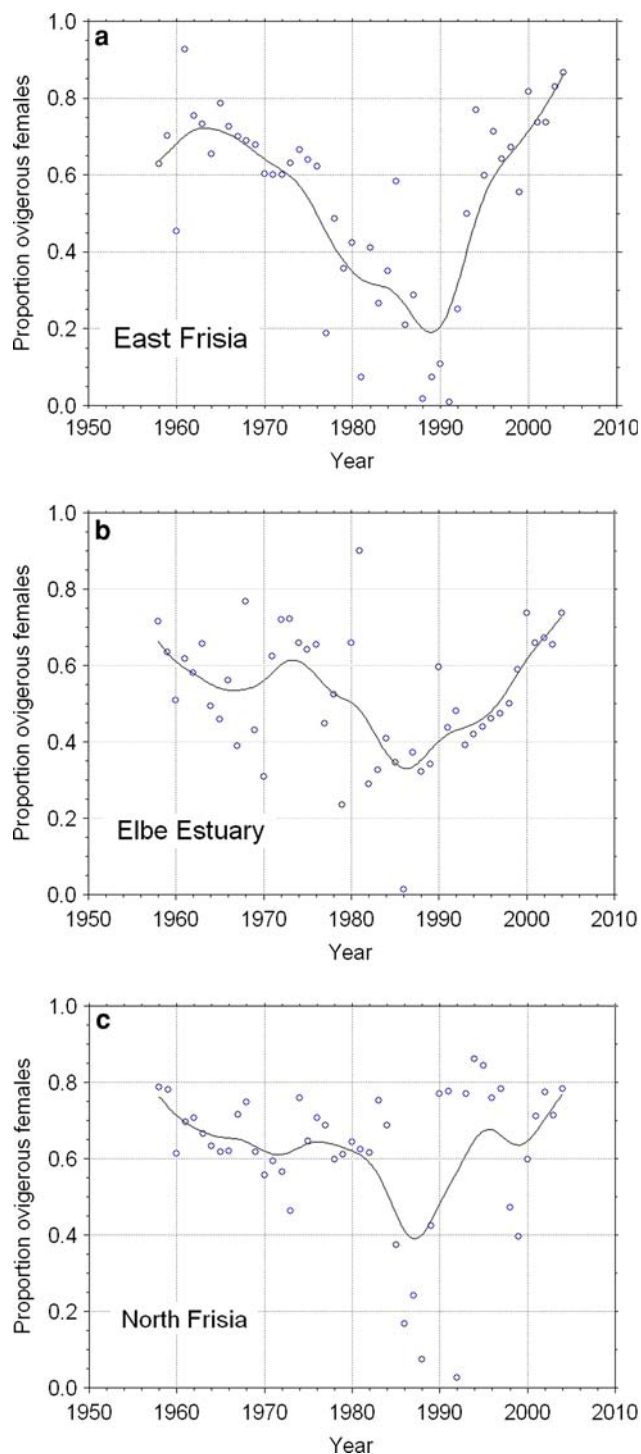 a
Proportion ovigerous females
1.0
0.8
0.6
0.4
0.2
0.0
East Frisia
1950 1960 1970 1980 1990 2000 2010
Year
b
Proportion ovigerous females
1.0
0.8
0.6
0.4
0.2
0.0
Elbe Estuary
1950 1960 1970 1980 1990 2000 2010
Year
c
Proportion ovigerous females
1.0
0.8
0.6
0.4
0.2
0.0
North Frisia
1950 1960 1970 1980 1990 2000 2010
Year